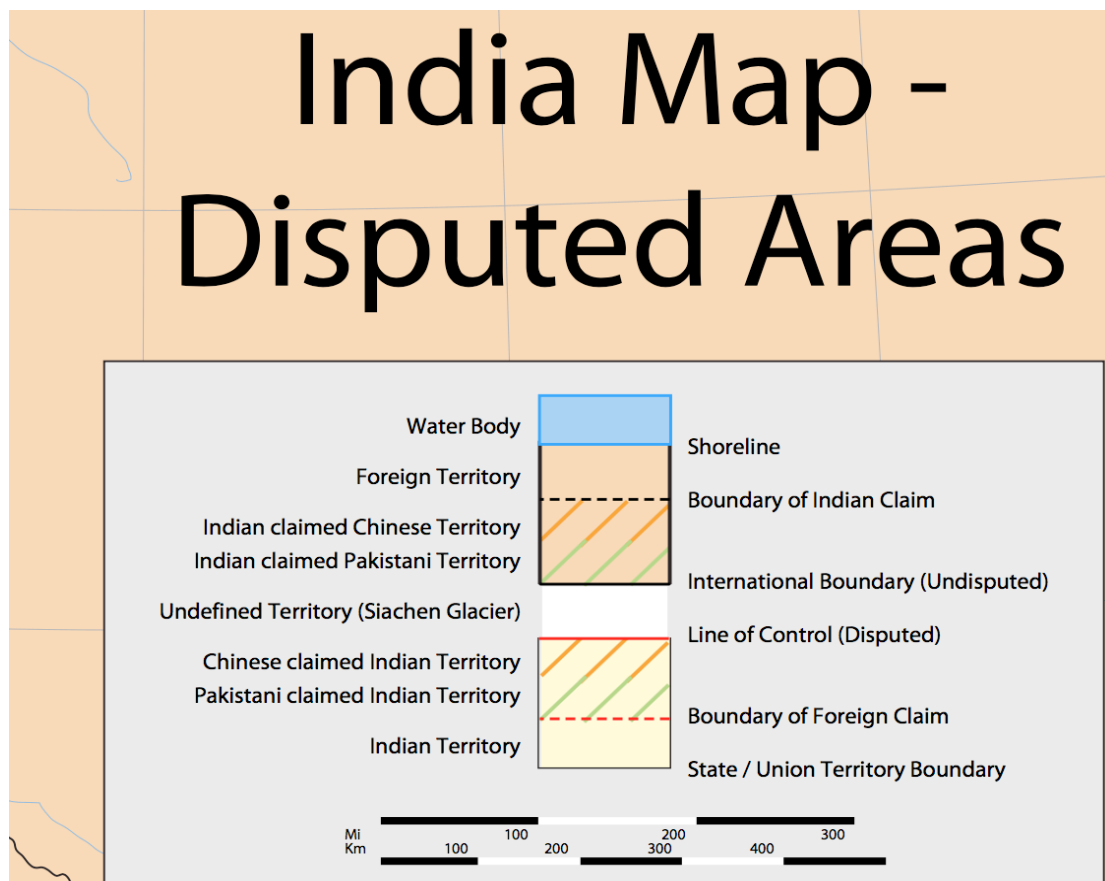 India Map -
Disputed Areas
Water Body
Shoreline
Foreign Territory
Boundary of Indian Claim
Indian claimed Chinese Territory
Indian claimed Pakistani Territory
International Boundary (Undisputed)
Undefined Territory (Siachen Glacier)
Line of Control (Disputed)
Chinese claimed Indian Territory
Pakistani claimed Indian Territory
Boundary of Foreign Claim
Indian Territory
State / Union Territory Boundary
Mi 100 200 300
Km 100 200 300 400